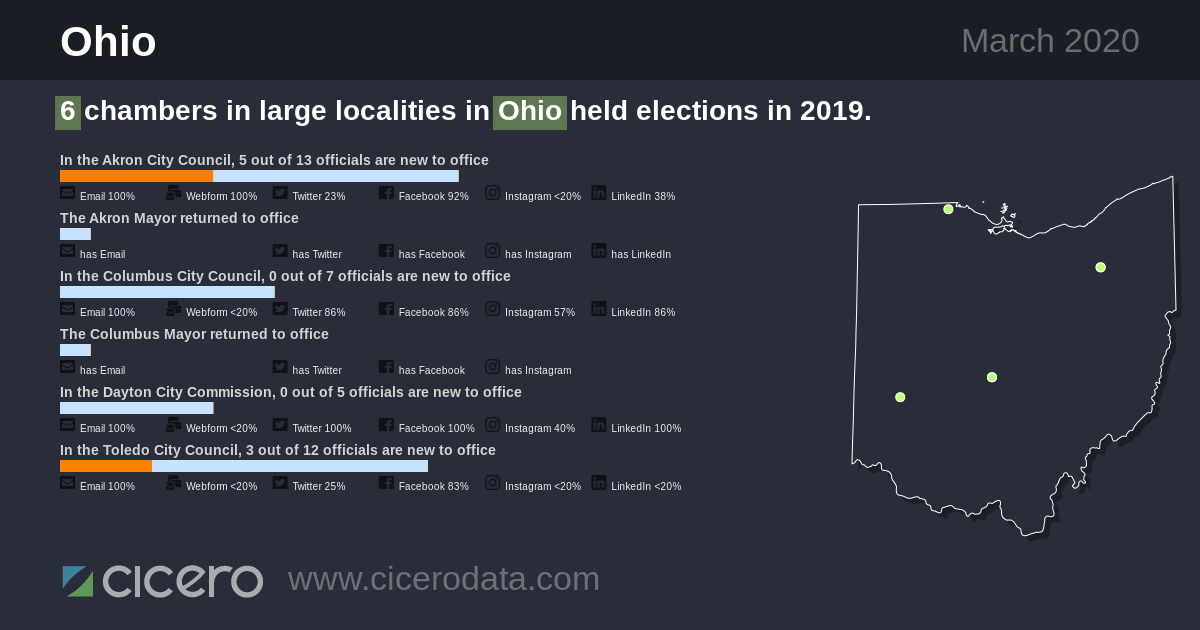 Ohio
March 2020
6 chambers in large localities in Ohio held elections in 2019.
In the Akron City Council, 5 out of 13 officials are new to office
Email 100% Webform 100% Twitter 23% Facebook 92% Instagram <20% LinkedIn 38%
The Akron Mayor returned to office
has Email has Twitter has Facebook has Instagram has LinkedIn
In the Columbus City Council, 0 out of 7 officials are new to office
Email 100% Webform <20% Twitter 86% Facebook 86% Instagram 57% LinkedIn 86%
The Columbus Mayor returned to office
has Email has Twitter has Facebook has Instagram
In the Dayton City Commission, 0 out of 5 officials are new to office
Email 100% Webform <20% Twitter 100% Facebook 100% Instagram 40% LinkedIn 100%
In the Toledo City Council, 3 out of 12 officials are new to office
Email 100% Webform <20% Twitter 25% Facebook 83% Instagram <20% LinkedIn <20%
cicero www.cicerodata.com